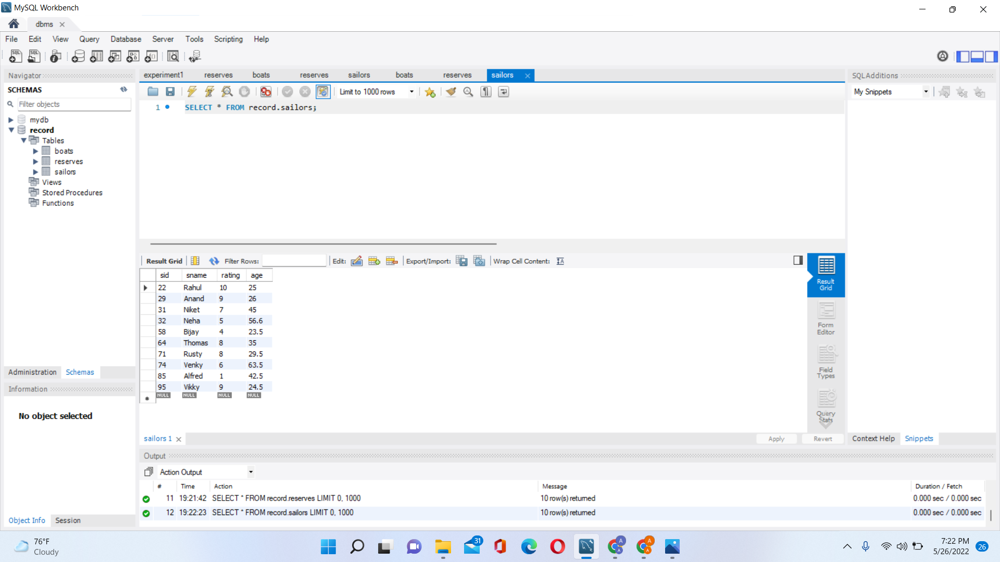 MySQL Workbench
dbms
File Edit View Query Database Server Tools Scripting Help
Navigator
SCHEMAS
Filter objects
mydb
record
Tables
boats
reserves
sailors
Views
Stored Procedures
Functions
Administration Schemas
Information
No object selected
Object Info Session
experiment1 reserves boats reserves sailors boats reserves sailors
Limit to 1000 rows
1 SELECT * FROM record.sailors;
Result Grid Filter Rows: Edit: Export/Import: Wrap Cell Content:
sid sname rating age
22 Rahul 10 25
29 Anand 9 26
31 Niket 7 45
32 Neha 5 56.6
58 Bijay 4 23.5
64 Thomas 8 35
71 Rusty 8 29.5
74 Venky 6 63.5
85 Alfred 1 42.5
95 Vikky 9 24.5
NULL NULL NULL NULL
Result
Grid
Form
Editor
Field
Types
Query
Stats
sailors 1
Apply Revert
SQLAdditions
My Snippets
Context Help Snippets
Output
Action Output
# Time Action Message Duration / Fetch
11 19:21:42 SELECT * FROM record.reserves LIMIT 0, 1000 10 row(s) returned 0.000 sec / 0.000 sec
12 19:22:23 SELECT * FROM record.sailors LIMIT 0, 1000 10 row(s) returned 0.000 sec / 0.000 sec
76°F
Cloudy
31
A
A
A
A
7:22 PM
5/26/2022
26